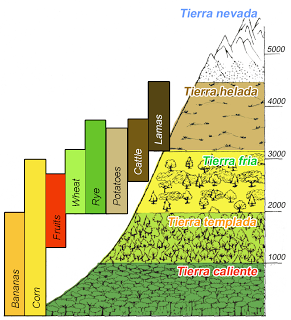 Tierra nevada
5000
Tierra helada
4000
Tierra fria
3000
Tierra templada
2000
Tierra caliente
1000
Bananas
Corn
Fruits
Wheat
Rye
Potatoes
Cattle
Lamas